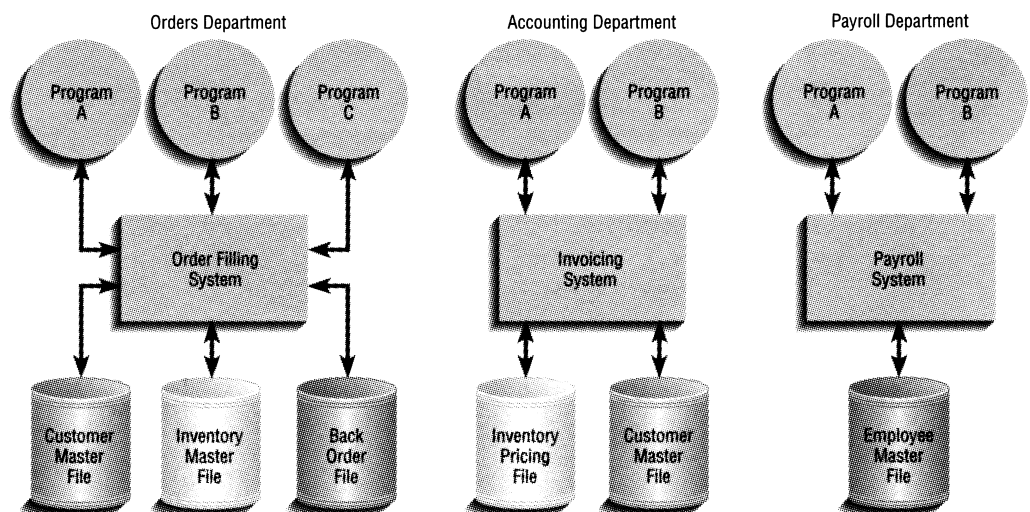 Orders Department
Accounting Department
Payroll Department
Program
A
Program
B
Program
C
Program
A
Program
B
Program
A
Program
B
Order Filling
System
Invoicing
System
Payroll
System
Customer
Master
File
Inventory
Master
File
Back
Order
File
Inventory
Pricing
File
Customer
Master
File
Employee
Master
File